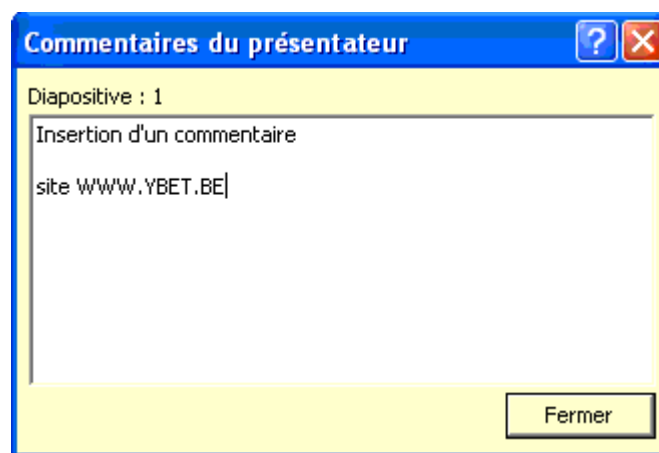 Commentaires du présentateur
Diapositive : 1
Insertion d'un commentaire
site WWW.YBET.BE
Fermer